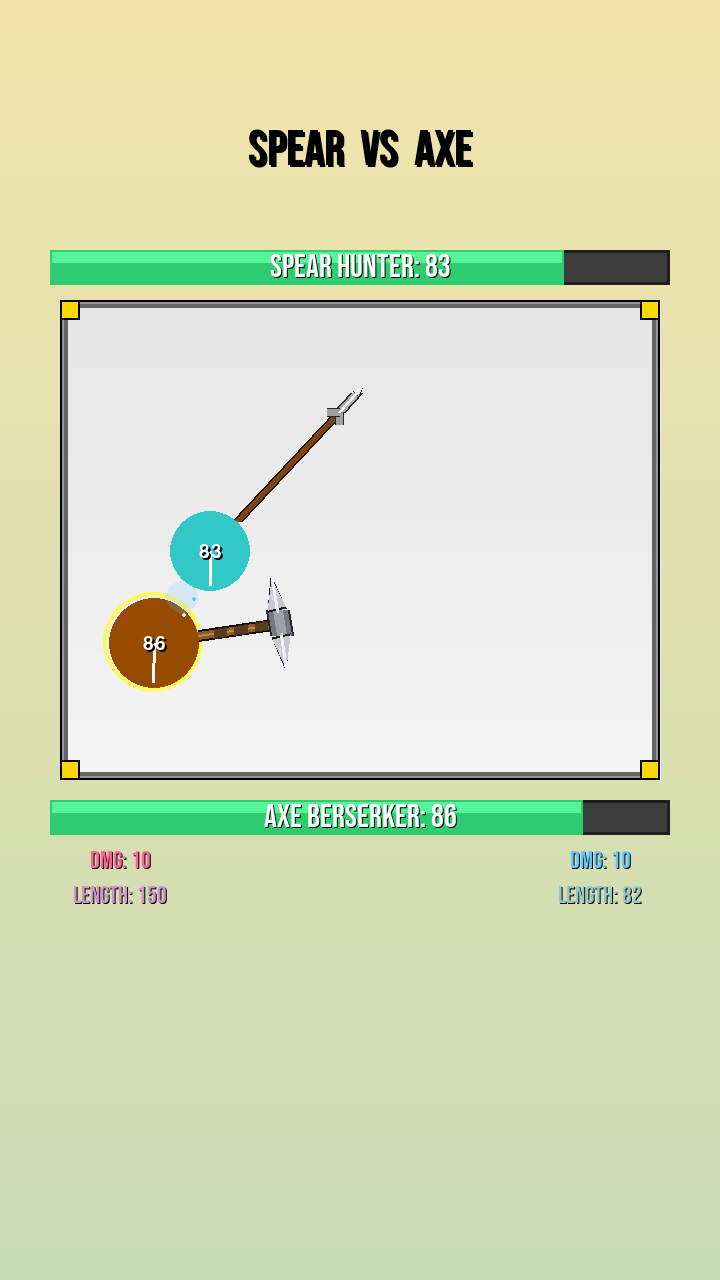 SPEAR VS AXE
SPEAR HUNTER: 83
83
86
AXE BERSERKER: 86
DMG: 10
DMG: 10
LENGTH: 150
LENGTH: 82